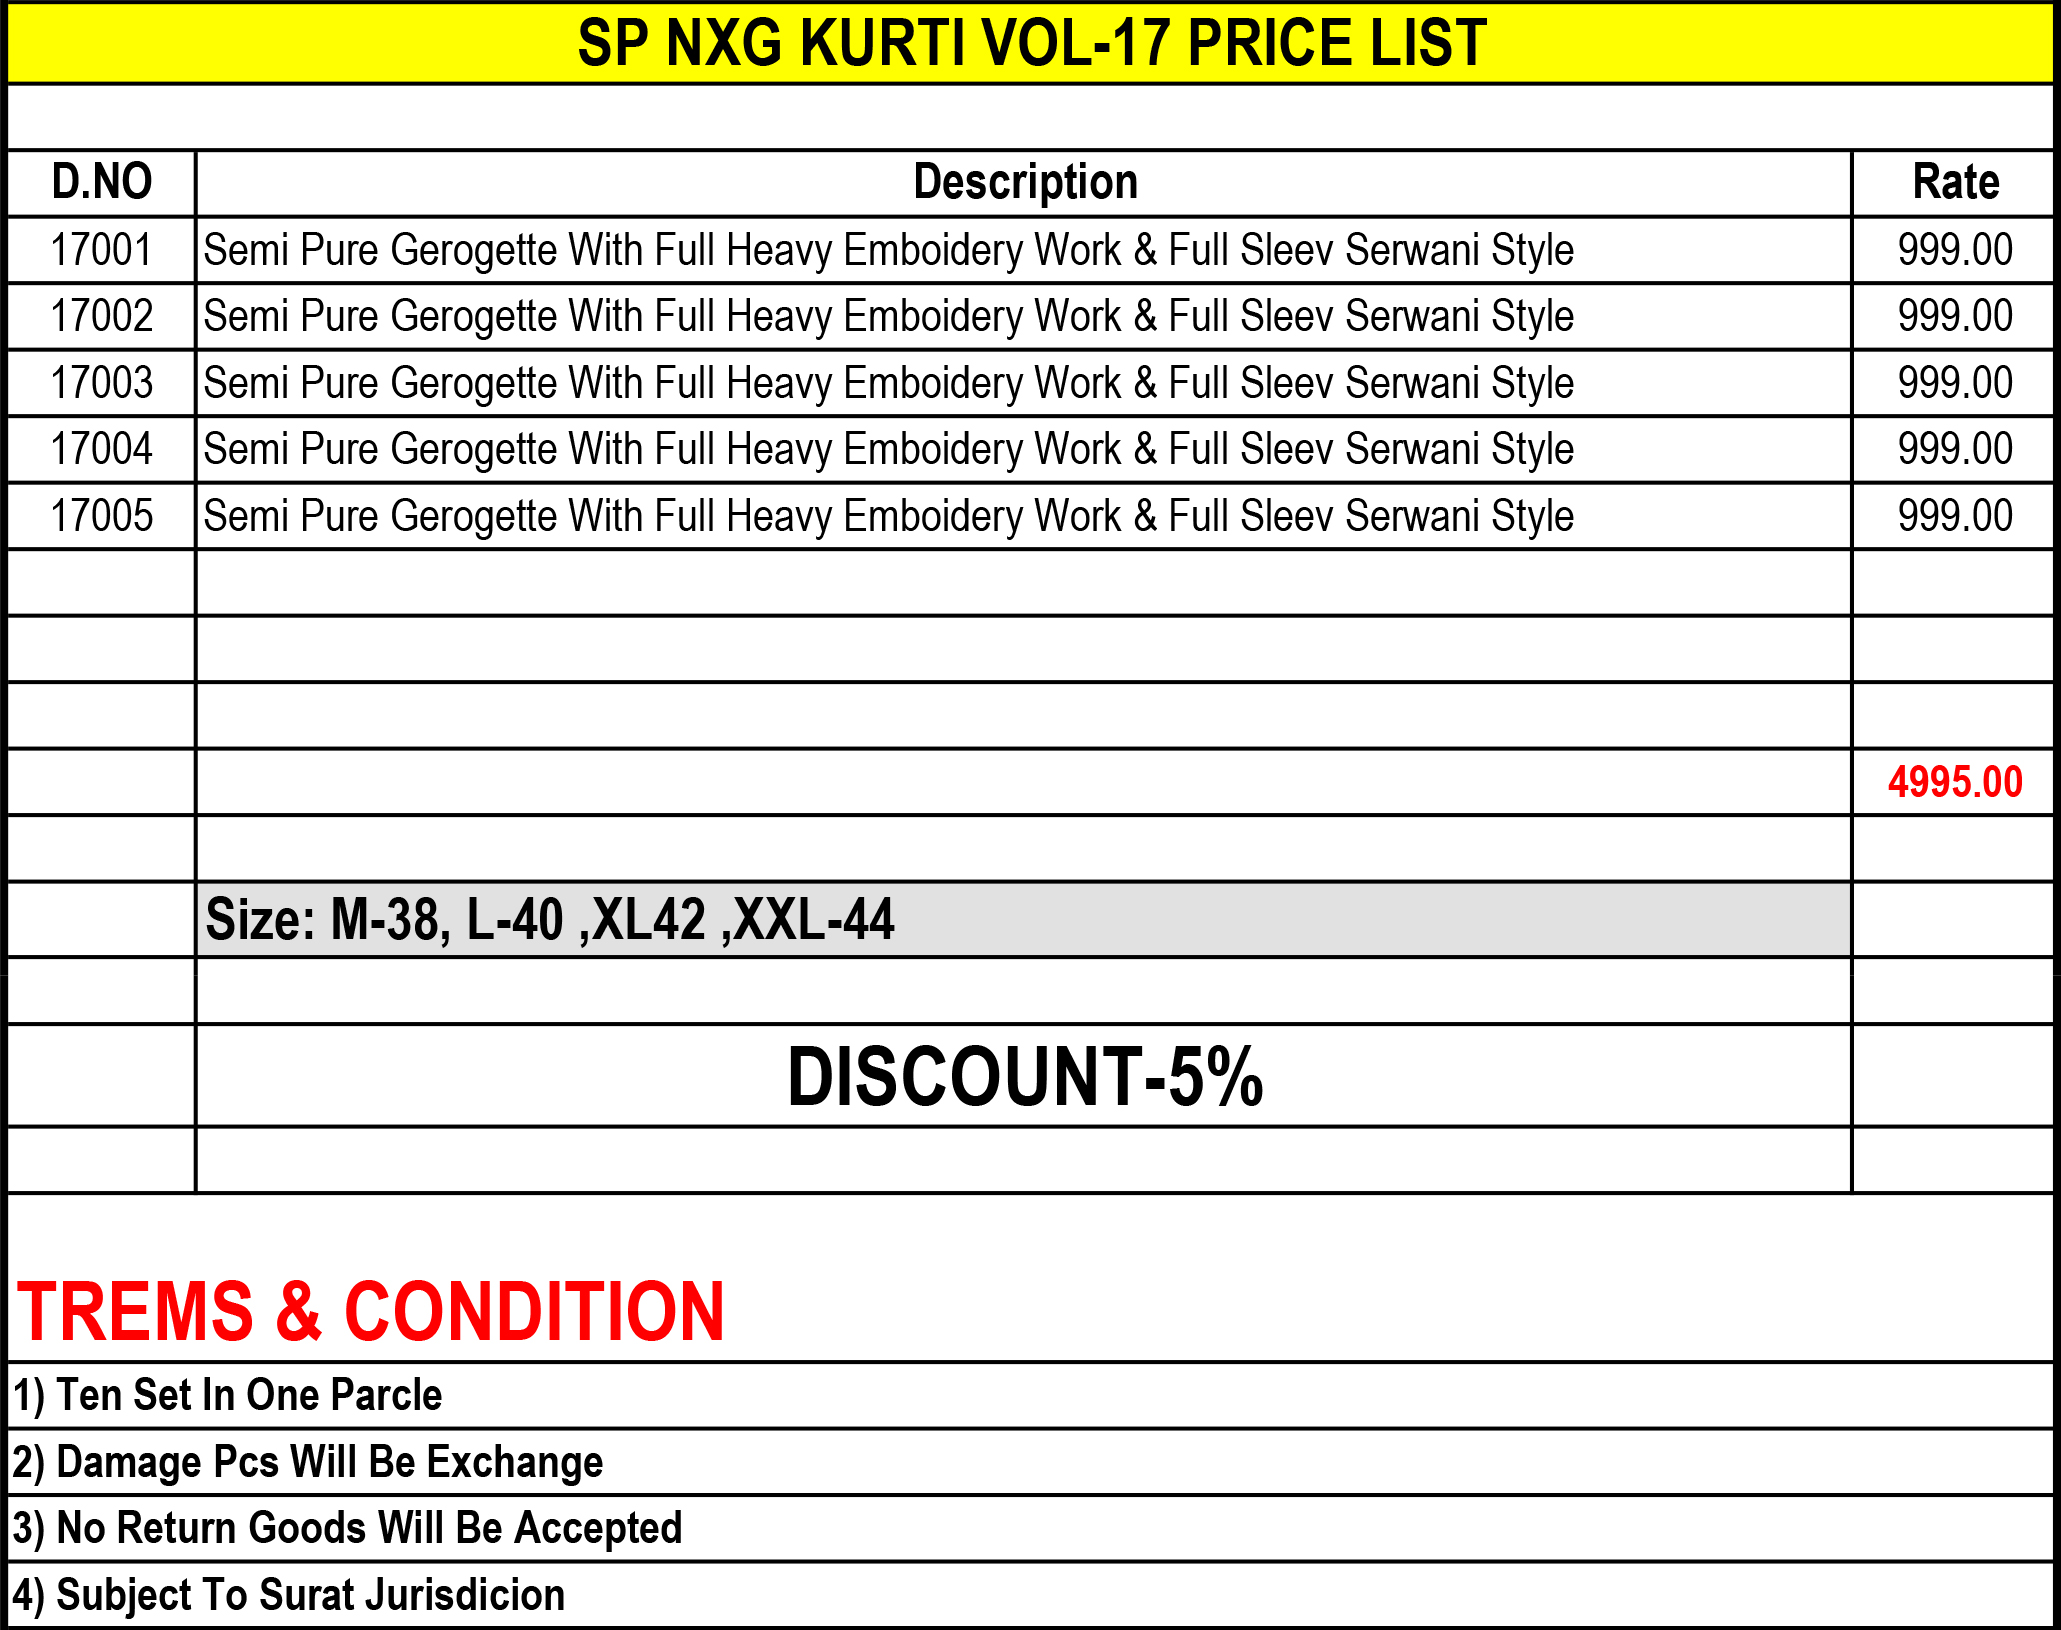 SP NXG KURTI VOL-17 PRICE LIST
D.NO Description Rate
17001 Semi Pure Gerogette With Full Heavy Emboidery Work & Full Sleev Serwani Style 999.00
17002 Semi Pure Gerogette With Full Heavy Emboidery Work & Full Sleev Serwani Style 999.00
17003 Semi Pure Gerogette With Full Heavy Emboidery Work & Full Sleev Serwani Style 999.00
17004 Semi Pure Gerogette With Full Heavy Emboidery Work & Full Sleev Serwani Style 999.00
17005 Semi Pure Gerogette With Full Heavy Emboidery Work & Full Sleev Serwani Style 999.00
4995.00
Size: M-38, L-40 ,XL42 ,XXL-44
DISCOUNT-5%
TREMS & CONDITION
1) Ten Set In One Parcle
2) Damage Pcs Will Be Exchange
3) No Return Goods Will Be Accepted
4) Subject To Surat Jurisdicion